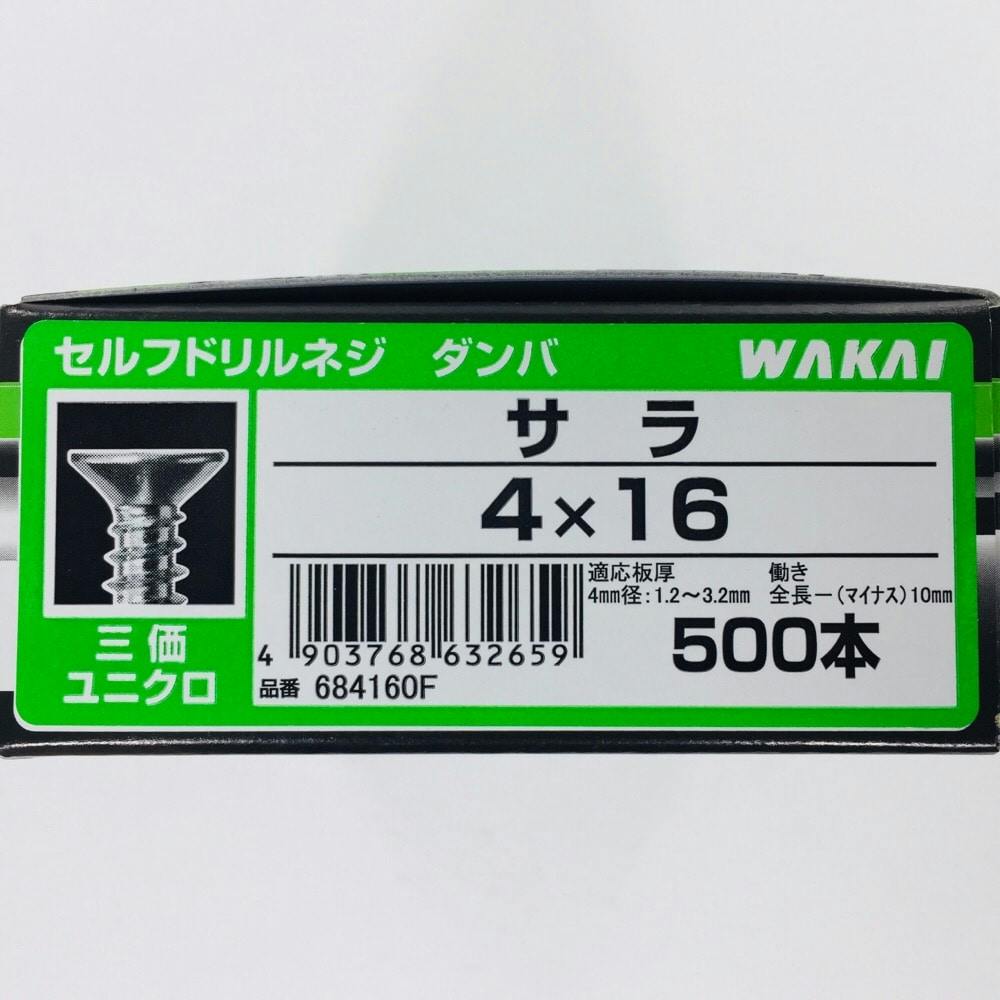 セルフドリルネジ ダンバ WAKAI
サラ
4×16
適応板厚 働き
4mm径:1.2～3.2mm 全長ー(マイナス)10mm
500本
4 903768 632659
品番 684160F
三価
ユニクロ